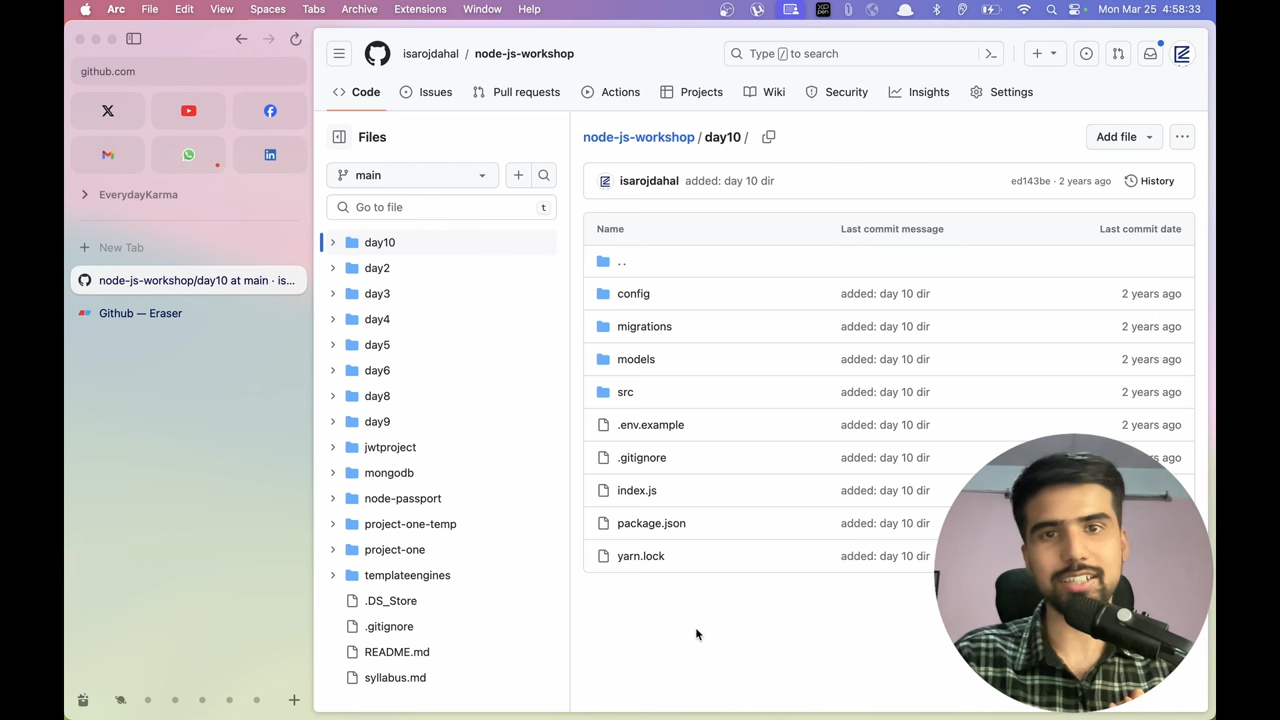 Arc File Edit View Spaces Tabs Archive Extensions Window Help Mon Mar 25 4:58:33
github.com
EverydayKarma
New Tab
node-js-workshop/day10 at main · is...
Github — Eraser
isarojdahal / node-js-workshop
Type / to search
Code Issues Pull requests Actions Projects Wiki Security Insights Settings
Files
main
Go to file t
day10
day2
day3
day4
day5
day6
day8
day9
jwtproject
mongodb
node-passport
project-one-temp
project-one
templateengines
.DS_Store
.gitignore
README.md
syllabus.md
node-js-workshop / day10 /
Add file
isarojdahal added: day 10 dir ed143be · 2 years ago History
Name Last commit message Last commit date
..
config added: day 10 dir 2 years ago
migrations added: day 10 dir 2 years ago
models added: day 10 dir 2 years ago
src added: day 10 dir 2 years ago
.env.example added: day 10 dir 2 years ago
.gitignore added: day 10 dir ago
index.js added: day 10 dir
package.json added: day 10 dir
yarn.lock added: day 10 dir